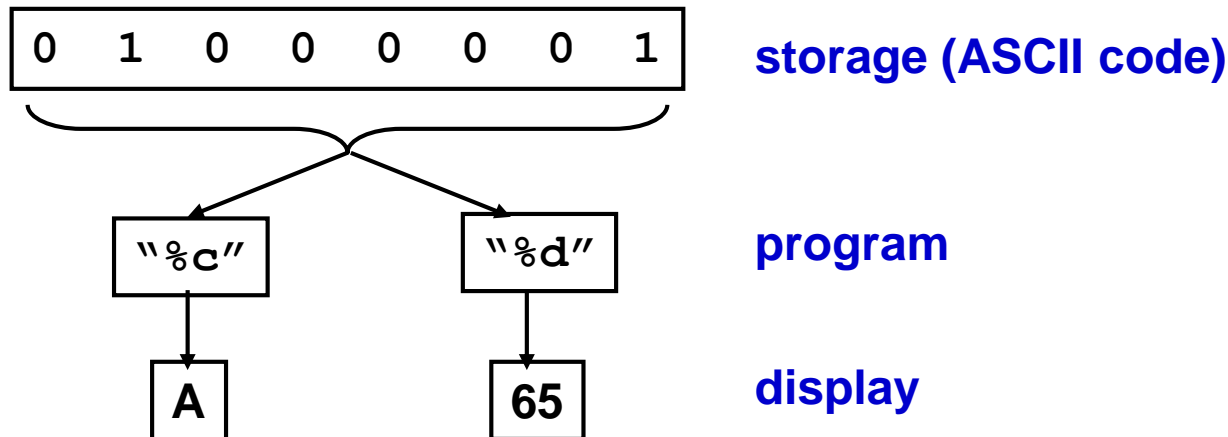 0 1 0 0 0 0 0 1 storage (ASCII code)
"%c" "%d" program
A 65 display